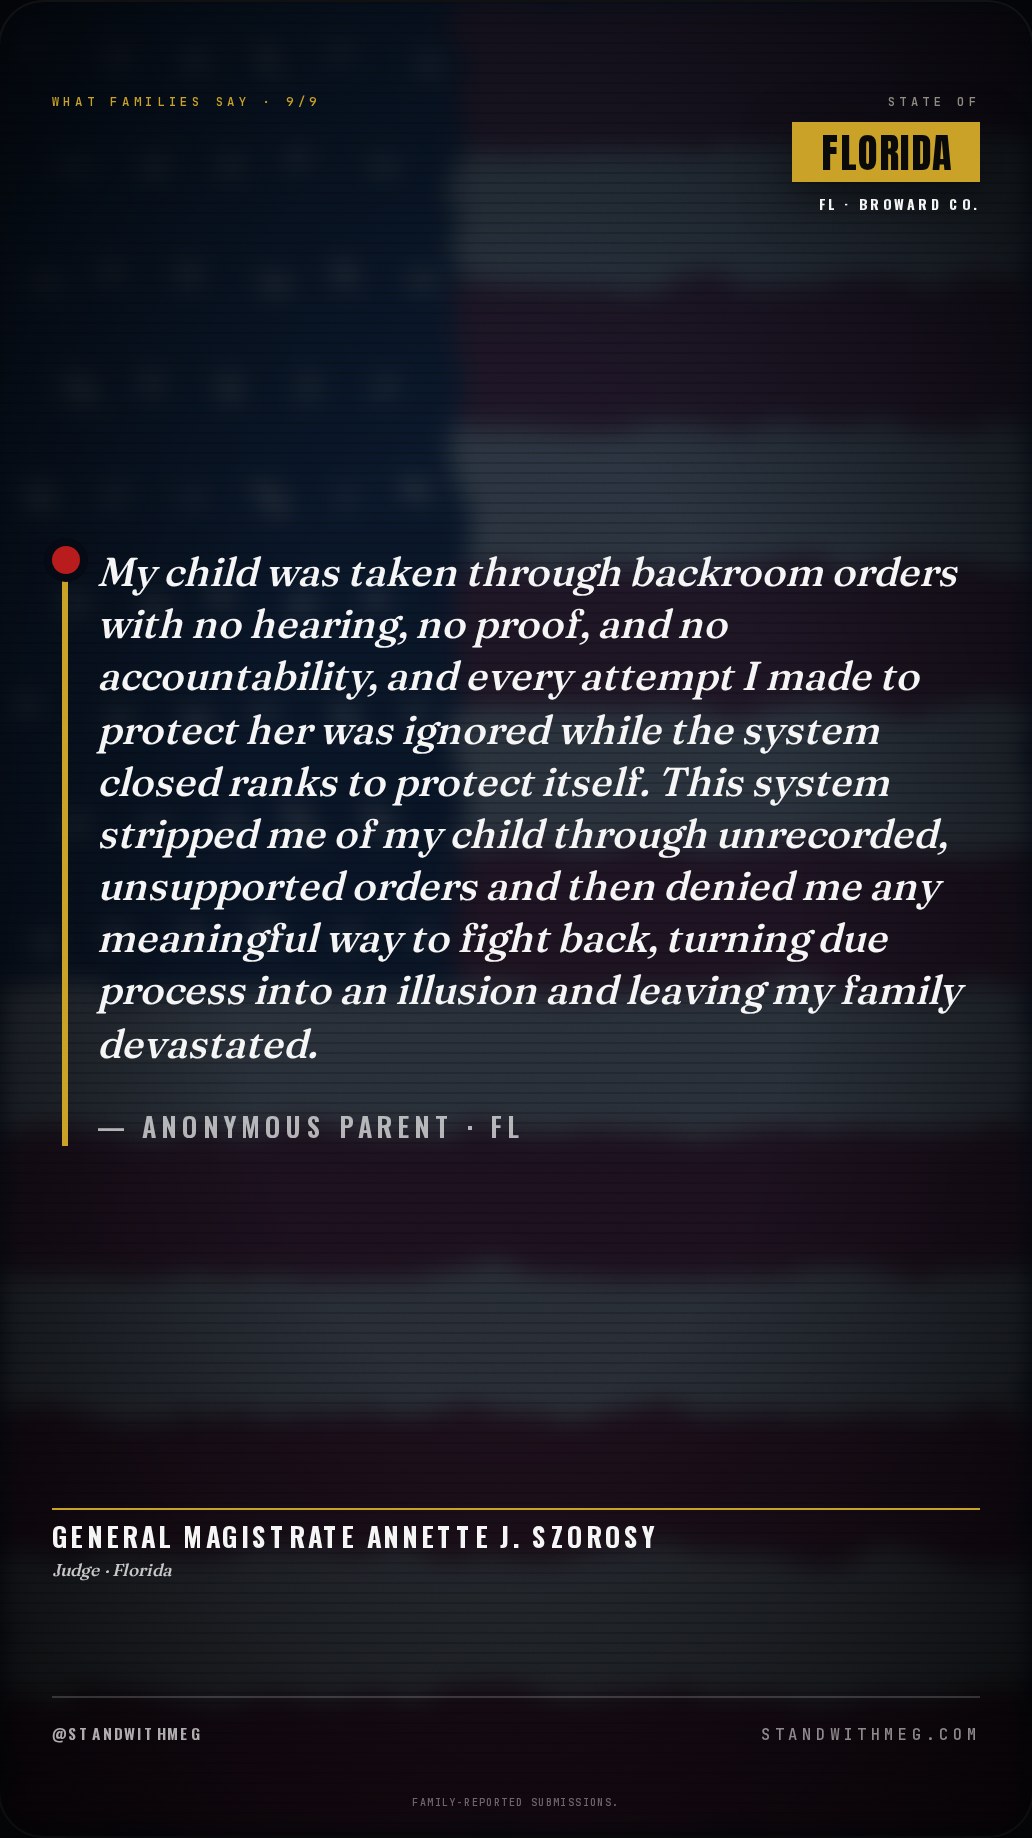 WHAT FAMILIES SAY · 9/9
STATE OF
FLORIDA
FL · BROWARD CO.
My child was taken through backroom orders
with no hearing, no proof, and no
accountability, and every attempt I made to
protect her was ignored while the system
closed ranks to protect itself. This system
stripped me of my child through unrecorded,
unsupported orders and then denied me any
meaningful way to fight back, turning due
process into an illusion and leaving my family
devastated.
— ANONYMOUS PARENT · FL
GENERAL MAGISTRATE ANNETTE J. SZOROSY
Judge · Florida
@STANDWITHMEG
STANDWITHMEG.COM
FAMILY-REPORTED SUBMISSIONS.